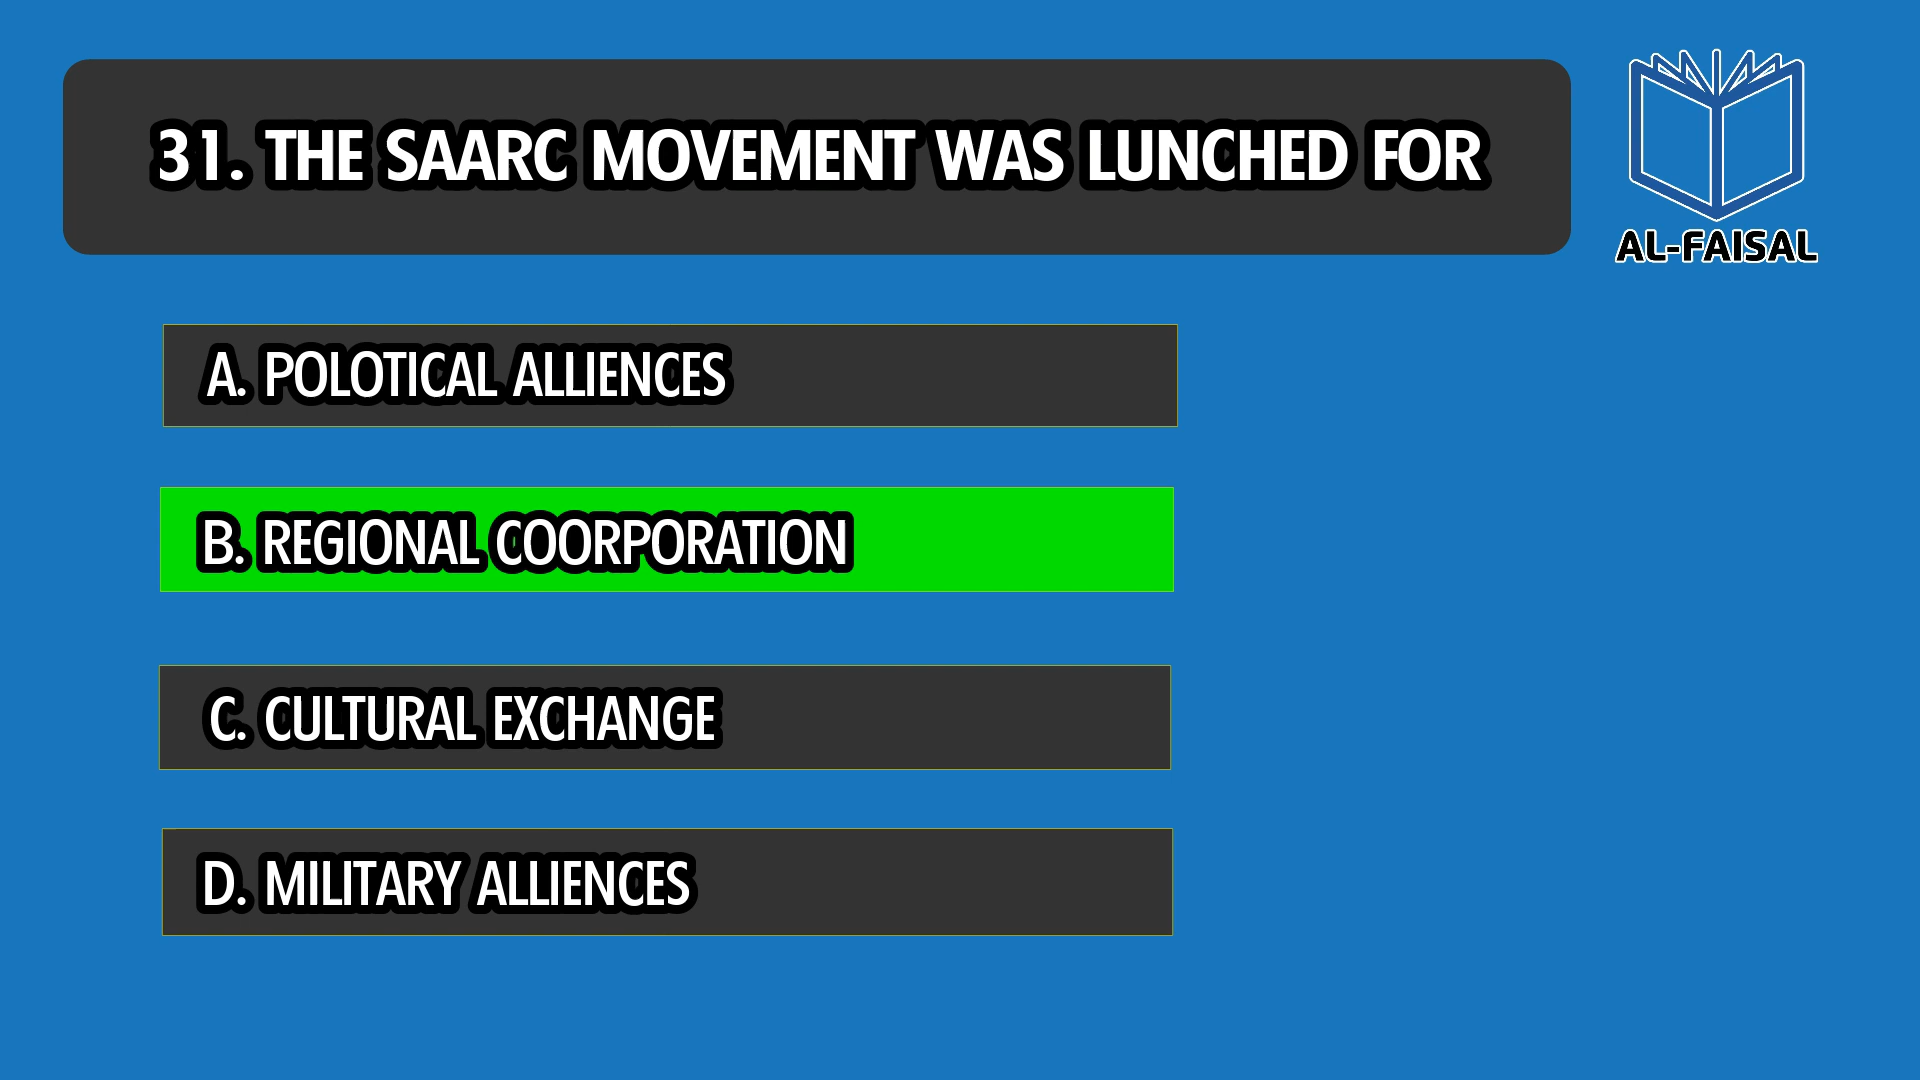 31. THE SAARC MOVEMENT WAS LUNCHED FOR
AL-FAISAL
A. POLOTICAL ALLIENCES
B. REGIONAL COORPORATION
C. CULTURAL EXCHANGE
D. MILITARY ALLIENCES